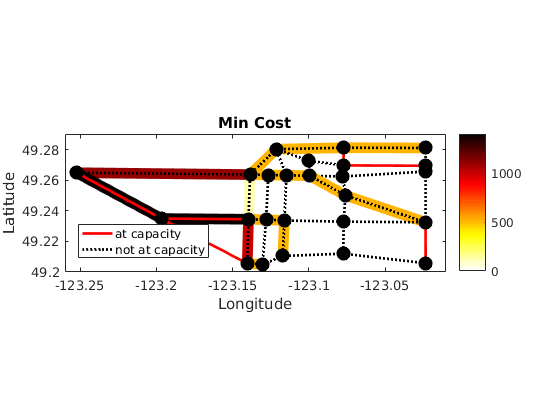 Min Cost
Latitude
49.28
49.26
49.24
49.22
49.2
at capacity
not at capacity
-123.25
-123.2
-123.15
-123.1
-123.05
Longitude
1000
500
0